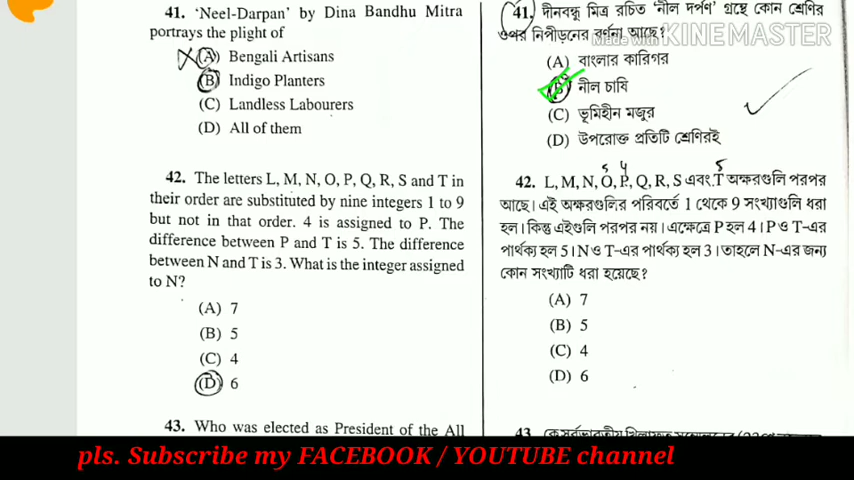 41. 'Neel-Darpan' by Dina Bandhu Mitra
portrays the plight of
(A) Bengali Artisans
(B) Indigo Planters
(C) Landless Labourers
(D) All of them
42. The letters L, M, N, O, P, Q, R, S and T in
their order are substituted by nine integers 1 to 9
but not in that order. 4 is assigned to P. The
difference between P and T is 5. The difference
between N and T is 3. What is the integer assigned
to N?
(A) 7
(B) 5
(C) 4
(D) 6
43. Who was elected as President of the All
41. দীনবন্ধু মিত্র রচিত 'নীল দর্পণ' গ্রন্থে কোন শ্রেণির
ওপর নিপীড়নের বর্ণনা আছে?
Made with KINEMASTER
(A) বাংলার কারিগর
(B) নীল চাষি
(C) ভূমিহীন মজুর
(D) উপরোক্ত প্রতিটি শ্রেণিরই
5 4 5
42. L, M, N, O, P, Q, R, S এবং T অক্ষরগুলি পরপর
আছে। এই অক্ষরগুলির পরিবর্তে 1 থেকে 9 সংখ্যাগুলি ধরা
হল। কিন্তু এইগুলি পরপর নয়। এক্ষেত্রে P হল 4। P ও T-এর
পার্থক্য হল 5। N ও T-এর পার্থক্য হল 3। তাহলে N-এর জন্য
কোন সংখ্যাটি ধরা হয়েছে?
(A) 7
(B) 5
(C) 4
(D) 6
43
pls. Subscribe my FACEBOOK / YOUTUBE channel